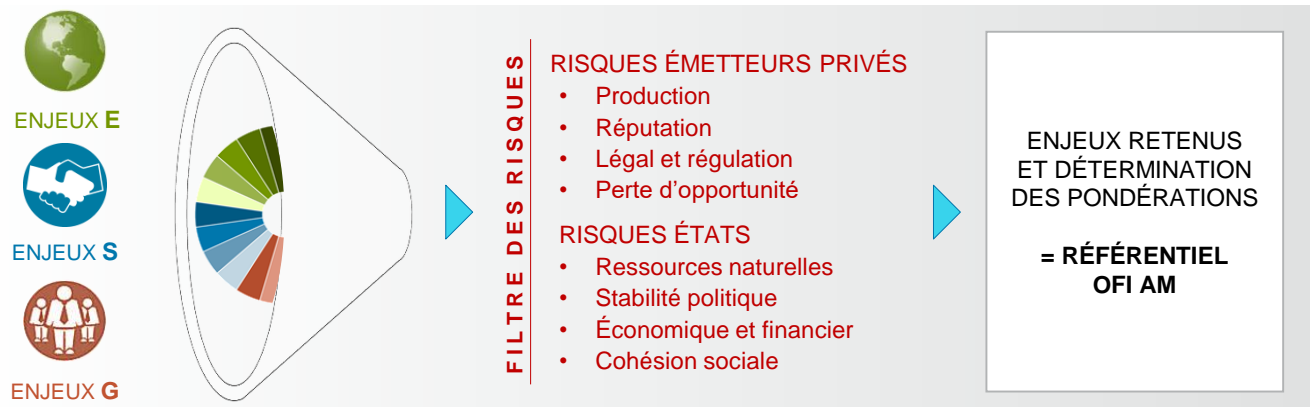 ENJEUX E
ENJEUX S
ENJEUX G
FILTRE DES RISQUES
RISQUES ÉMETTEURS PRIVÉS
• Production
• Réputation
• Légal et régulation
• Perte d’opportunité
RISQUES ÉTATS
• Ressources naturelles
• Stabilité politique
• Économique et financier
• Cohésion sociale
ENJEUX RETENUS
ET DÉTERMINATION
DES PONDÉRATIONS
= RÉFÉRENTIEL
OFI AM